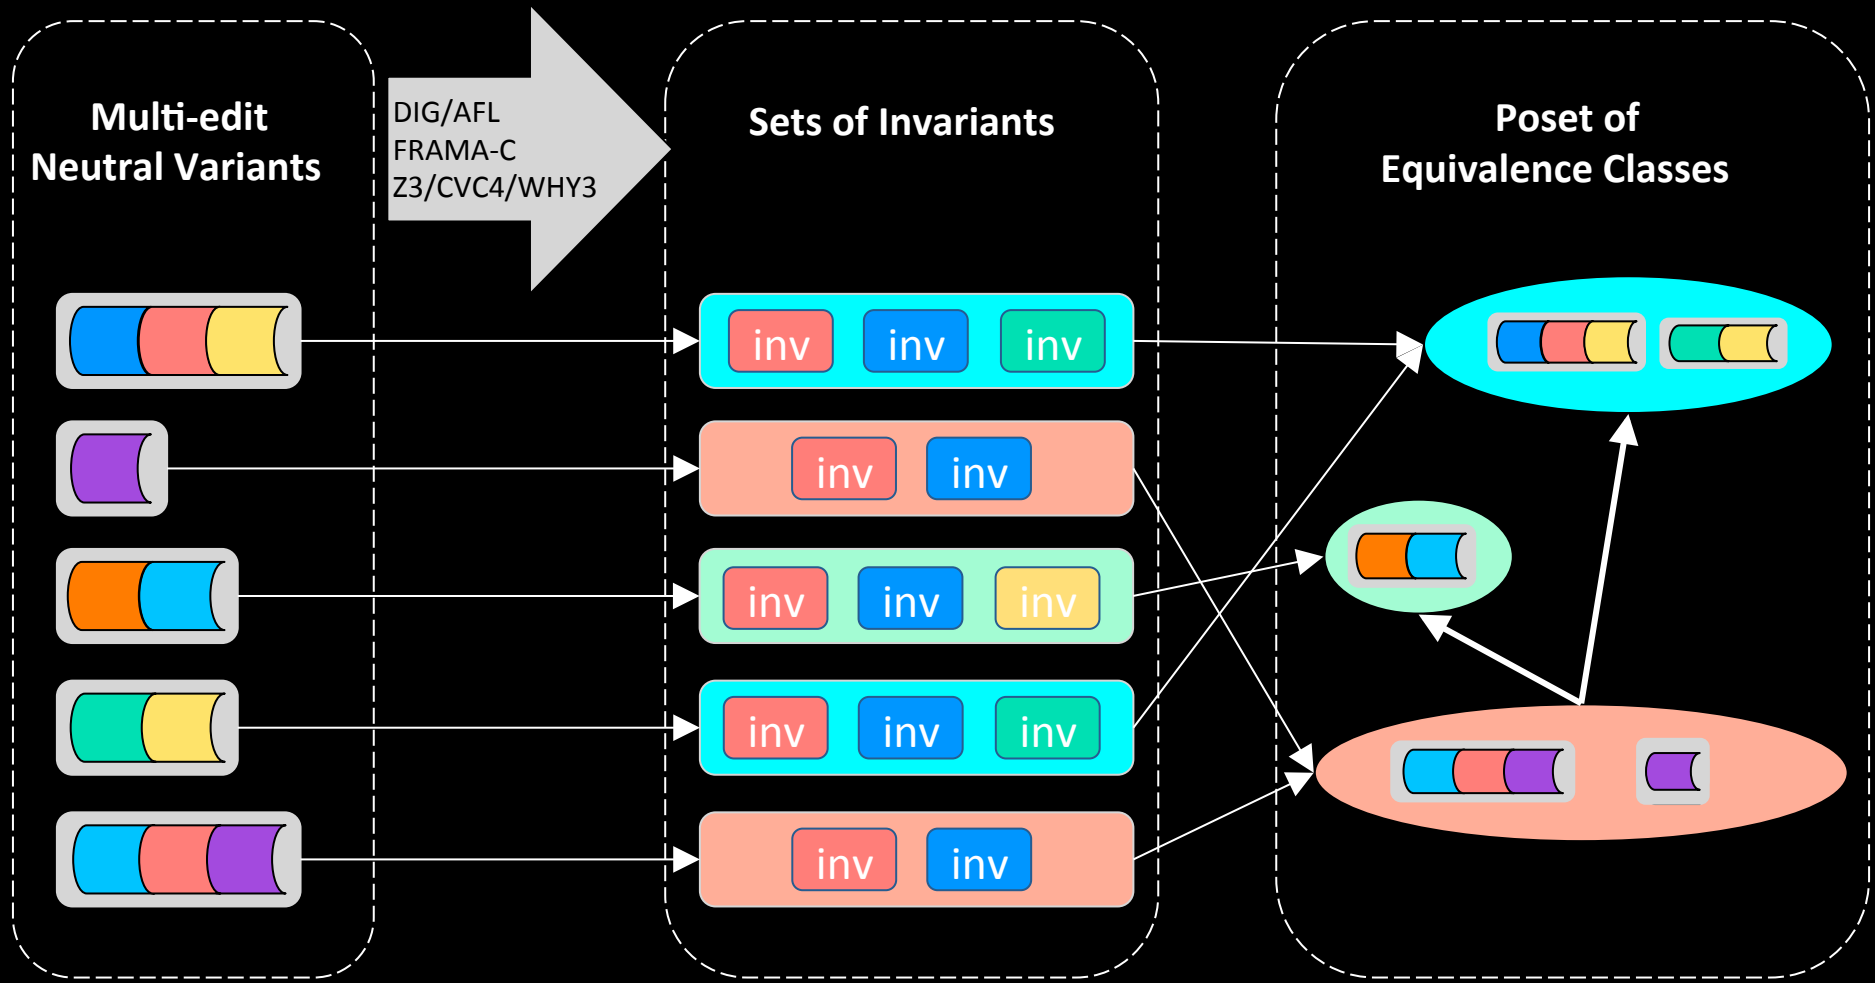 Multi-edit
Neutral Variants
DIG/AFL
FRAMA-C
Z3/CVC4/WHY3
Sets of Invariants
Poset of
Equivalence Classes
inv inv inv
inv inv
inv inv inv
inv inv inv
inv inv